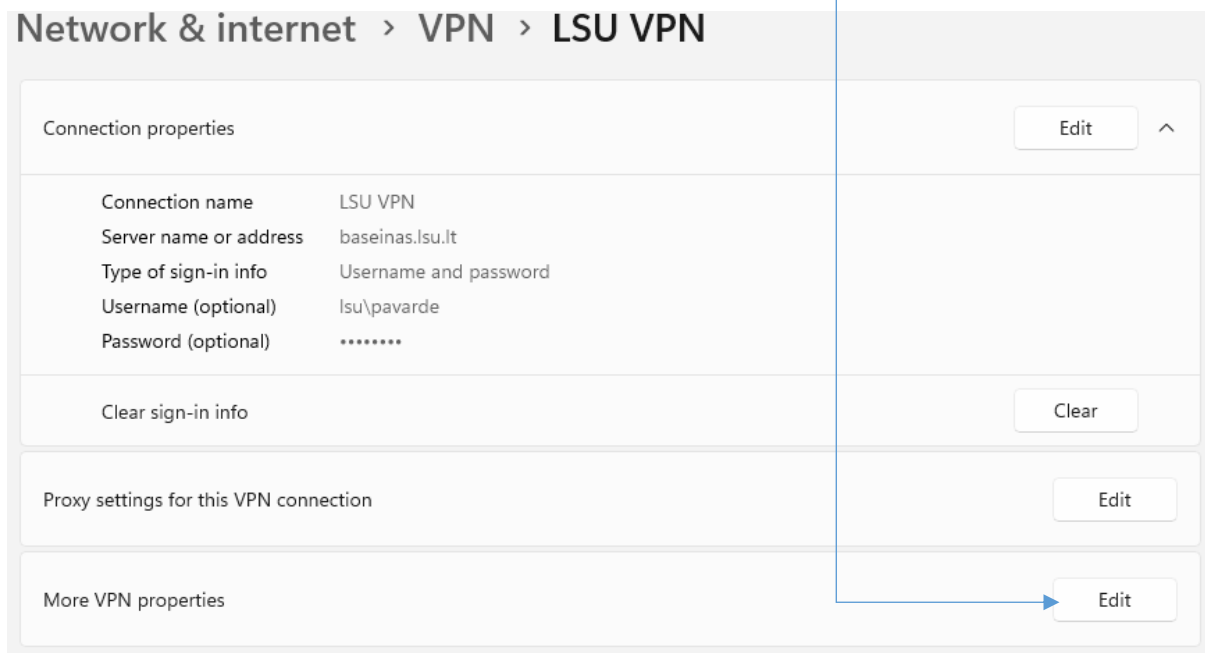 Network & internet > VPN > LSU VPN
Connection properties Edit
Connection name LSU VPN
Server name or address baseinas.lsu.lt
Type of sign-in info Username and password
Username (optional) lsu\pavarde
Password (optional) ••••••••
Clear sign-in info Clear
Proxy settings for this VPN connection Edit
More VPN properties Edit